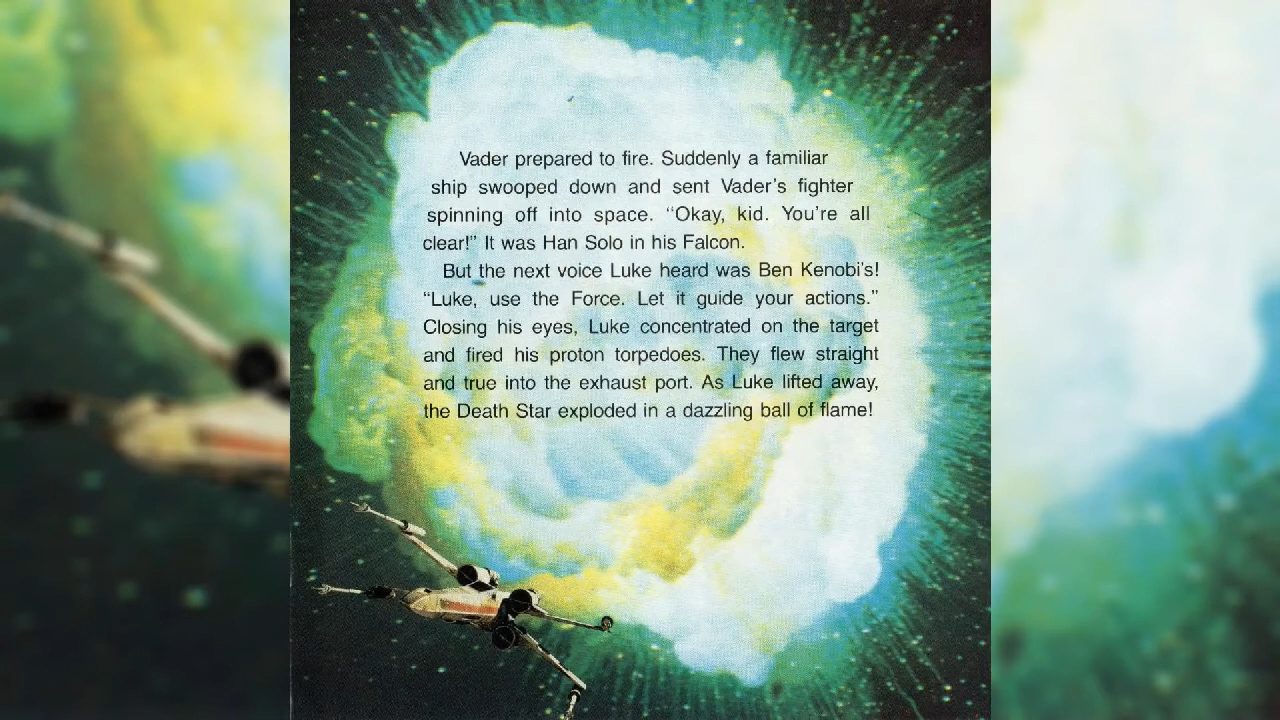 Vader prepared to fire. Suddenly a familiar
ship swooped down and sent Vader's fighter
spinning off into space. “Okay, kid. You're all
clear!” It was Han Solo in his Falcon.
But the next voice Luke heard was Ben Kenobi's!
“Luke, use the Force. Let it guide your actions.”
Closing his eyes, Luke concentrated on the target
and fired his proton torpedoes. They flew straight
and true into the exhaust port. As Luke lifted away,
the Death Star exploded in a dazzling ball of flame!